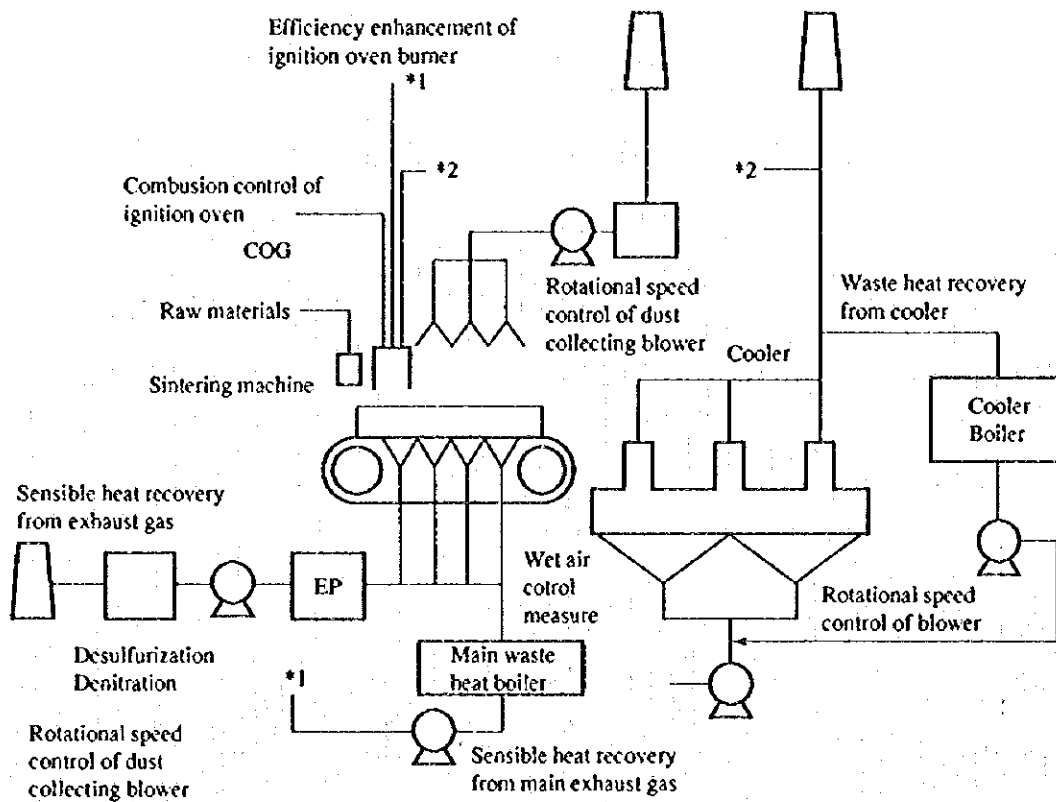 Efficiency enhancement of
ignition oven burner
*1
*2
*2
Combusion control of
ignition oven
COG
Raw materials
Sintering machine
Rotational speed
control of dust
collecting blower
Waste heat recovery
from cooler
Cooler
Cooler
Boiler
Sensible heat recovery
from exhaust gas
EP
Wet air
cotrol
measure
Rotational speed
control of blower
Desulfurization
Denitration
Main waste
heat boiler
*1
Rotational speed
control of dust
collecting blower
Sensible heat recovery
from main exhaust gas